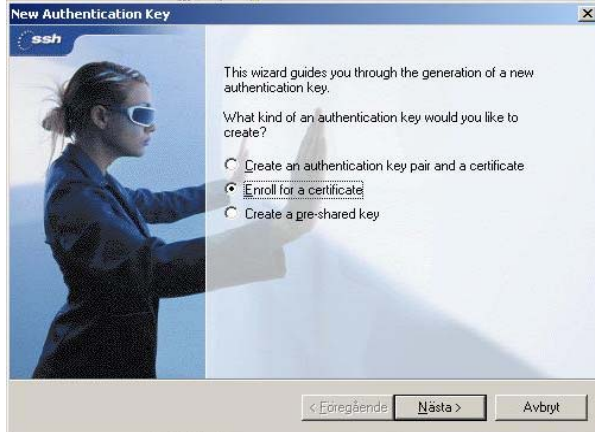 New Authentication Key
ssh
This wizard guides you through the generation of a new
authentication key.
What kind of an authentication key would you like to
create?
Create an authentication key pair and a certificate
Enroll for a certificate
Create a pre-shared key
< Föregående
Nästa >
Avbryt